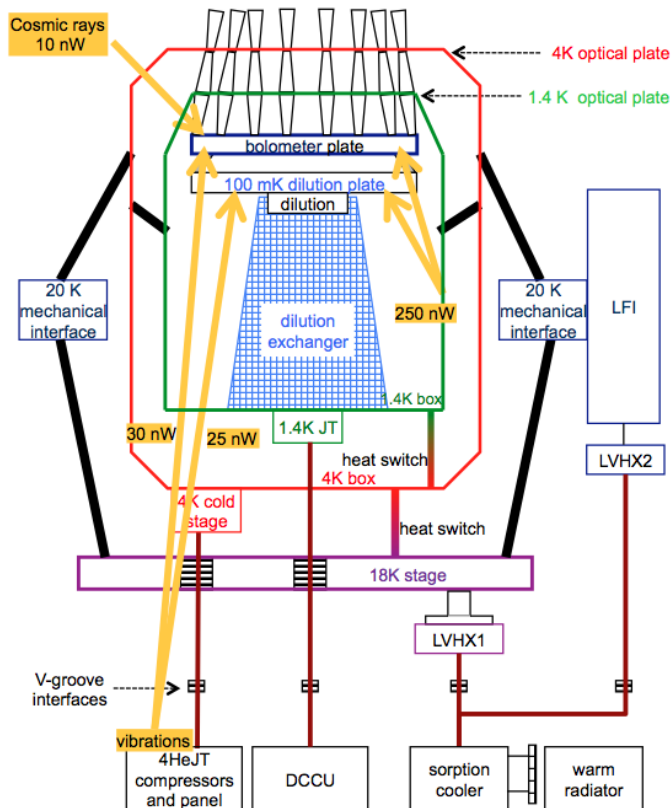 Cosmic rays
10 nW
4K optical plate
1.4 K optical plate
bolometer plate
100 mK dilution plate
dilution
20 K
mechanical
interface
20 K
mechanical
interface
LFI
250 nW
dilution
exchanger
1.4K box
30 nW
25 nW
1.4K JT
heat switch
LVHX2
4K box
4K cold
stage
heat switch
18K stage
LVHX1
V-groove
interfaces
vibrations
4HeJT
compressors
and panel
DCCU
sorption
cooler
warm
radiator